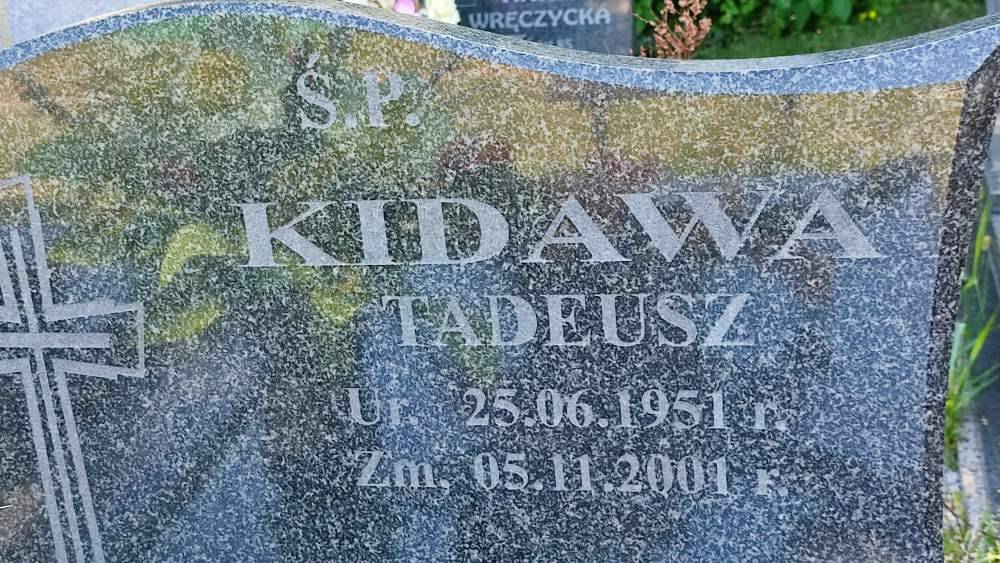 WRĘCZYCKA
Ś.P.
KIDAWA
TADEUSZ
Ur. 25.06.1951 r.
Zm. 05.11.2001 r.